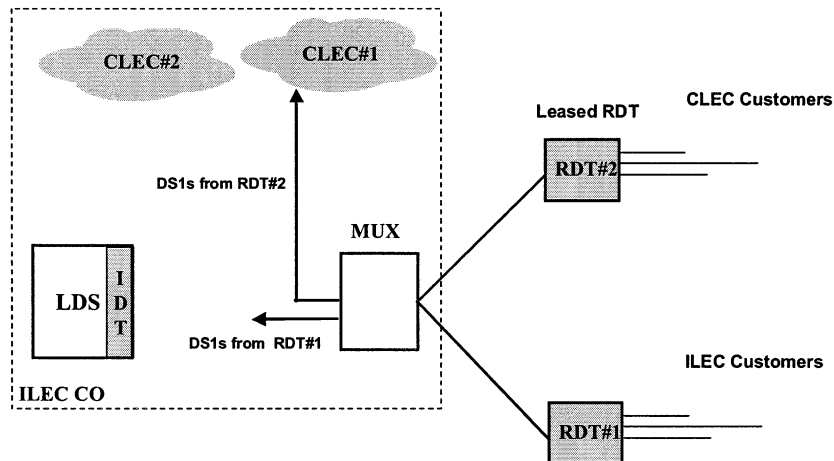 CLEC#2
CLEC#1
CLEC Customers
Leased RDT
RDT#2
DS1s from RDT#2
MUX
LDS
I
D
T
DS1s from RDT#1
ILEC Customers
ILEC CO
RDT#1